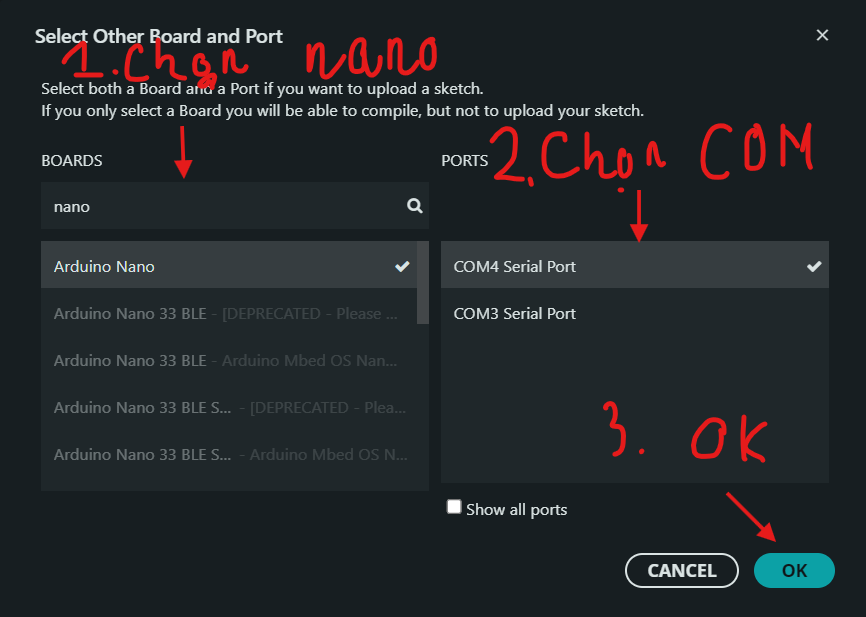 Select Other Board and Port
1.Chọn nano
Select both a Board and a Port if you want to upload a sketch.
If you only select a Board you will be able to compile, but not to upload your sketch.
BOARDS
nano
Arduino Nano
Arduino Nano 33 BLE - [DEPRECATED - Please ...
Arduino Nano 33 BLE - Arduino Mbed OS Nan...
Arduino Nano 33 BLE S... - [DEPRECATED - Plea...
Arduino Nano 33 BLE S... - Arduino Mbed OS N...
PORTS
2.Chọn COM
COM4 Serial Port
COM3 Serial Port
3. OK
Show all ports
CANCEL
OK